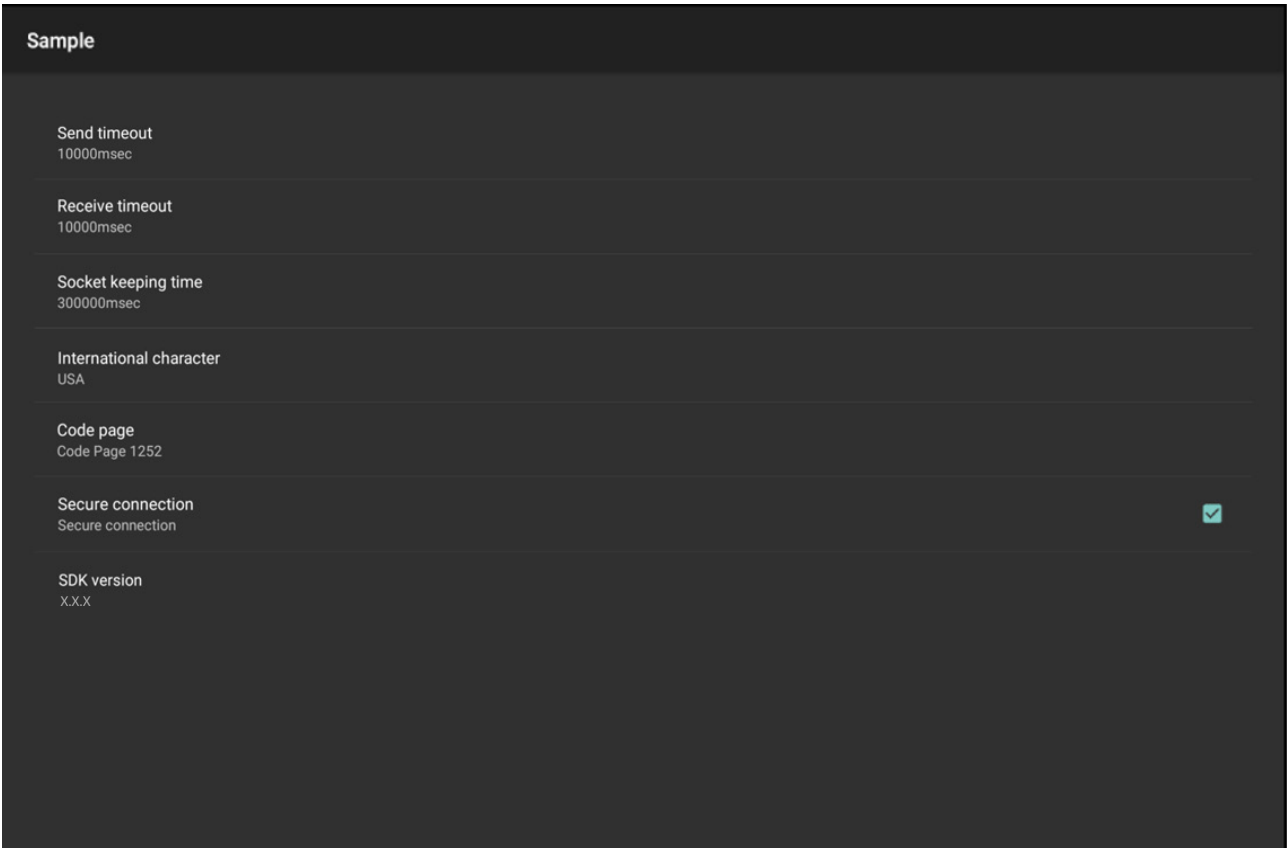 Sample
Send timeout
10000msec
Receive timeout
10000msec
Socket keeping time
300000msec
International character
USA
Code page
Code Page 1252
Secure connection
Secure connection
SDK version
X.X.X